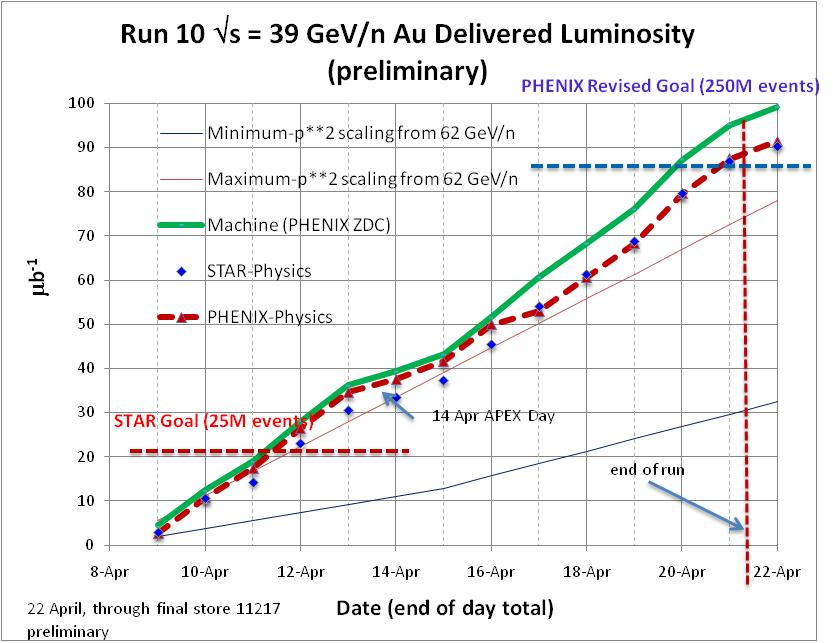 Run 10 √s = 39 GeV/n Au Delivered Luminosity
(preliminary)
PHENIX Revised Goal (250M events)
100
90
80
70
60
50
40
30
20
10
0
μb-1
Minimum-p**2 scaling from 62 GeV/n
Maximum-p**2 scaling from 62 GeV/n
Machine (PHENIX ZDC)
STAR-Physics
PHENIX-Physics
STAR Goal (25M events)
14 Apr APEX Day
end of run
8-Apr
10-Apr
12-Apr
14-Apr
16-Apr
18-Apr
20-Apr
22-Apr
Date (end of day total)
22 April, through final store 11217
preliminary